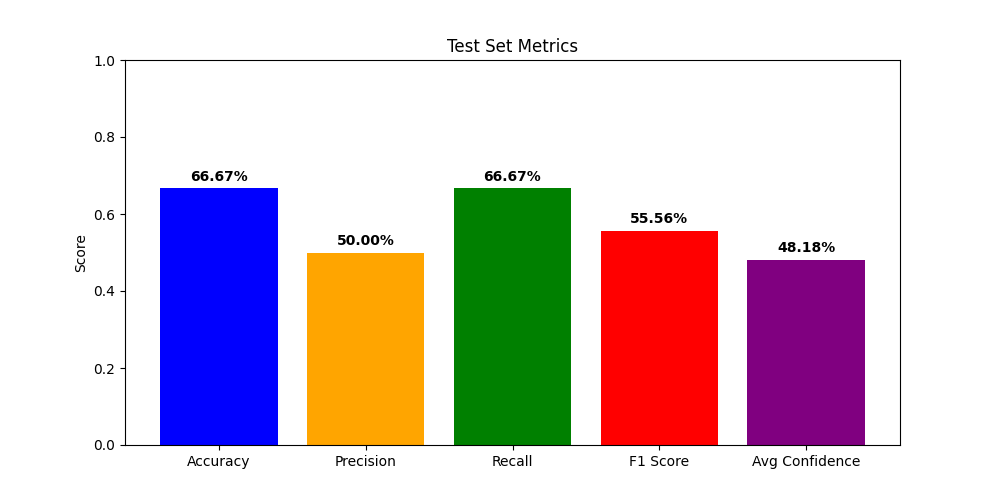 Test Set Metrics
1.0
0.8
0.6
0.4
0.2
0.0
Score
66.67%
50.00%
66.67%
55.56%
48.18%
Accuracy
Precision
Recall
F1 Score
Avg Confidence